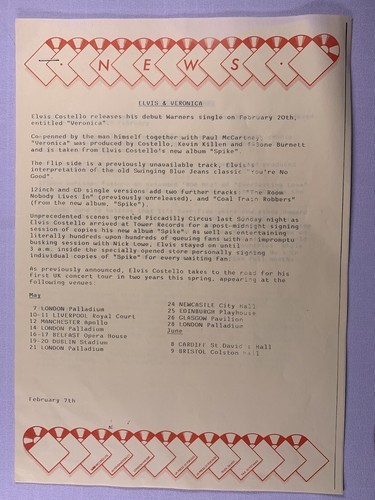 NEWS
ELVIS & VERONICA
Elvis Costello releases his debut Warners single on February 20th,
entitled "Veronica".
Co-penned by the man himself together with Paul McCartney,
"Veronica" was produced by Costello, Kevin Killen and T-Bone Burnett
and is taken from Elvis Costello's new album "Spike".
The flip side is a previously unavailable track, Elvis's
interpretation of the old Swinging Blue Jeans classic "You're No
Good"
12inch and CD single versions add two further tracks: "The Room
Nobody Lives In" (previously unreleased), and "Coal Train Robbers"
(from the new album, "Spike").
Unprecedented scenes greeted Piccadilly Circus last Sunday night as
Elvis Costello arrived at Tower Records for a post-midnight signing
session of copies his new album "Spike". As well as entertaining
literally hundreds upon hundreds of queuing fans with an impromptu
busking session with Nick Lowe, Elvis stayed on until
3 a.m. inside the specially opened store personally signing
individual copies of "Spike" for every waiting fan.
As previously announced, Elvis Costello takes to the road for his
First UK concert tour in two years this spring, appearing at the
following venues:
May
7 LONDON Palladium
10-11 LIVERPOOL Royal Court
12 MANCHESTER Apollo
14 LONDON Palladium
16-17 BELFAST Opera House
19-20 DUBLIN Stadium
21 LONDON Palladium
24 NEWCASTLE City Hall
25 EDINBURGH Playhouse
26 GLASGOW Pavilion
28 LONDON Palladium
June
8 CARDIFF St David's Hall
9 BRISTOL Colston Hall
February 7th